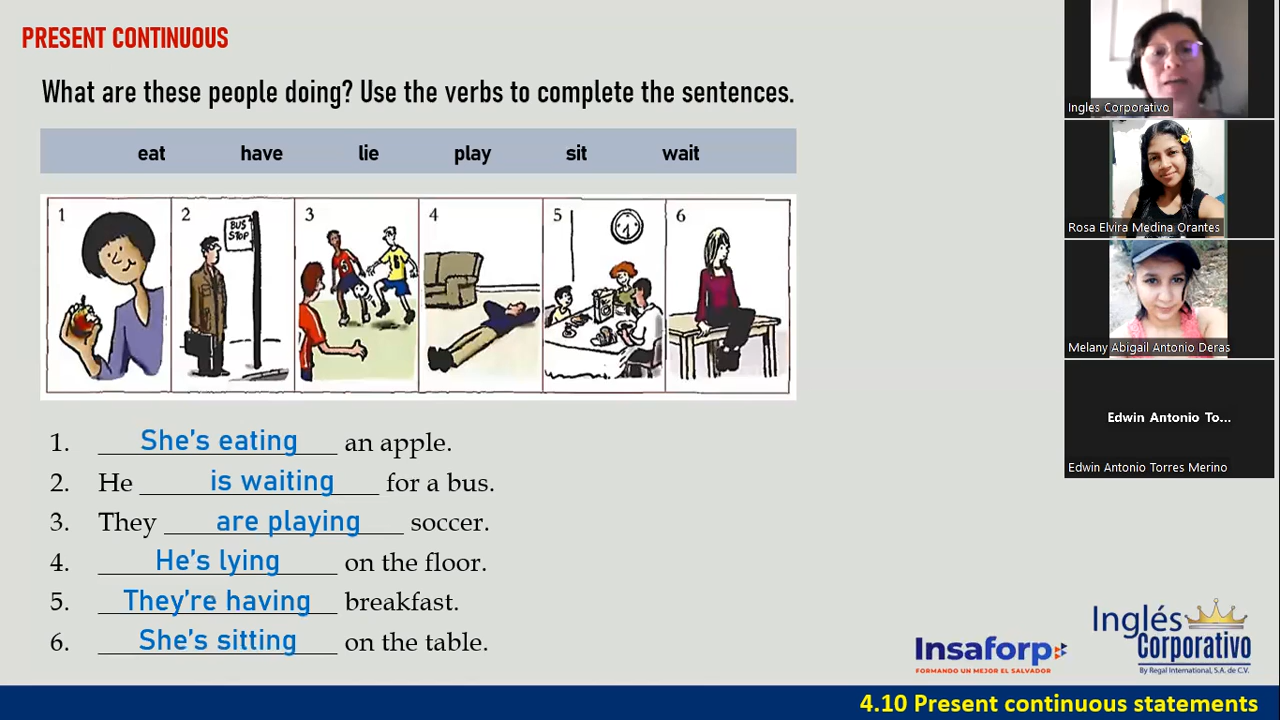 PRESENT CONTINUOUS
What are these people doing? Use the verbs to complete the sentences.
eat have lie play sit wait
1 2 3 4 5 6
BUS
STOP
1. She's eating an apple.
2. He is waiting for a bus.
3. They are playing soccer.
4. He's lying on the floor.
5. They're having breakfast.
6. She's sitting on the table.
Ingles Corporativo
Rosa Elvira Medina Orantes
Melany Abigail Antonio Deras
Edwin Antonio To...
Edwin Antonio Torres Merino
Insaforp
FORMANDO UN MEJOR EL SALVADOR
Inglés
Corporativo
By Regal International, S.A. de C.V.
4.10 Present continuous statements